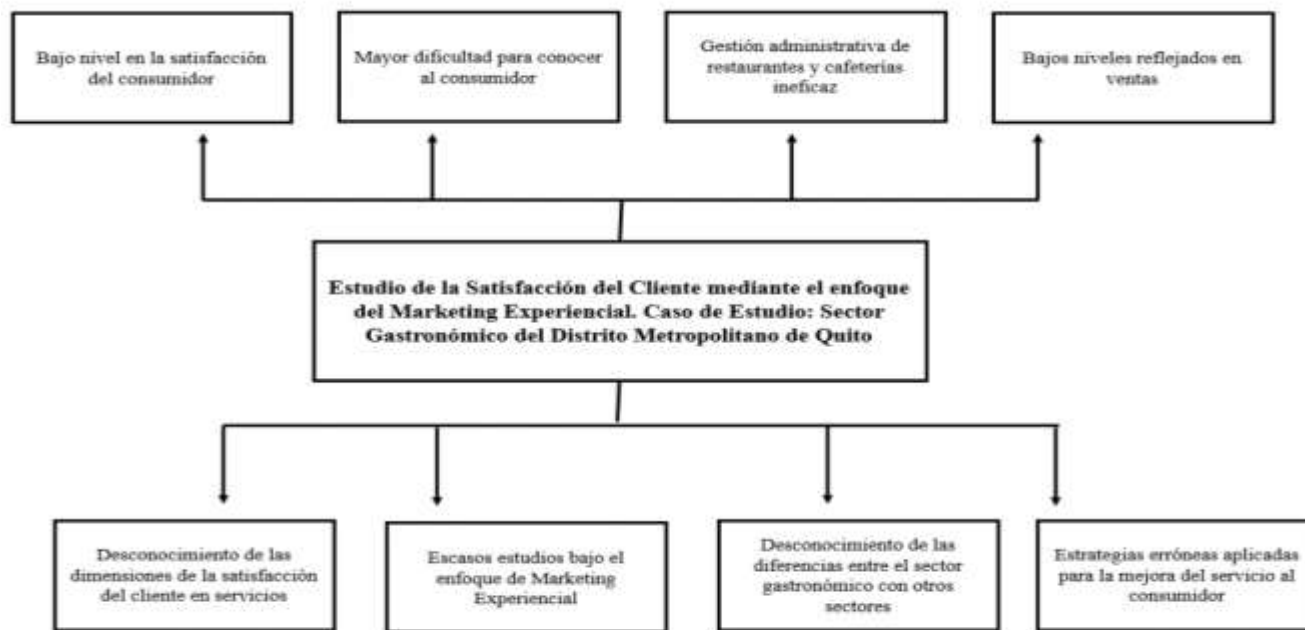 Bajo nivel en la satisfacción
del consumidor
Mayor dificultad para conocer
al consumidor
Gestión administrativa de
restaurantes y cafeterías
ineficaz
Bajos niveles reflejados en
ventas
Estudio de la Satisfacción del Cliente mediante el enfoque
del Marketing Experiencial. Caso de Estudio: Sector
Gastronómico del Distrito Metropolitano de Quito
Desconocimiento de las
dimensiones de la satisfacción
del cliente en servicios
Escasos estudios bajo el
enfoque de Marketing
Experiencial
Desconocimiento de las
diferencias entre el sector
gastronómico con otros
sectores
Estrategias erróneas aplicadas
para la mejora del servicio al
consumidor